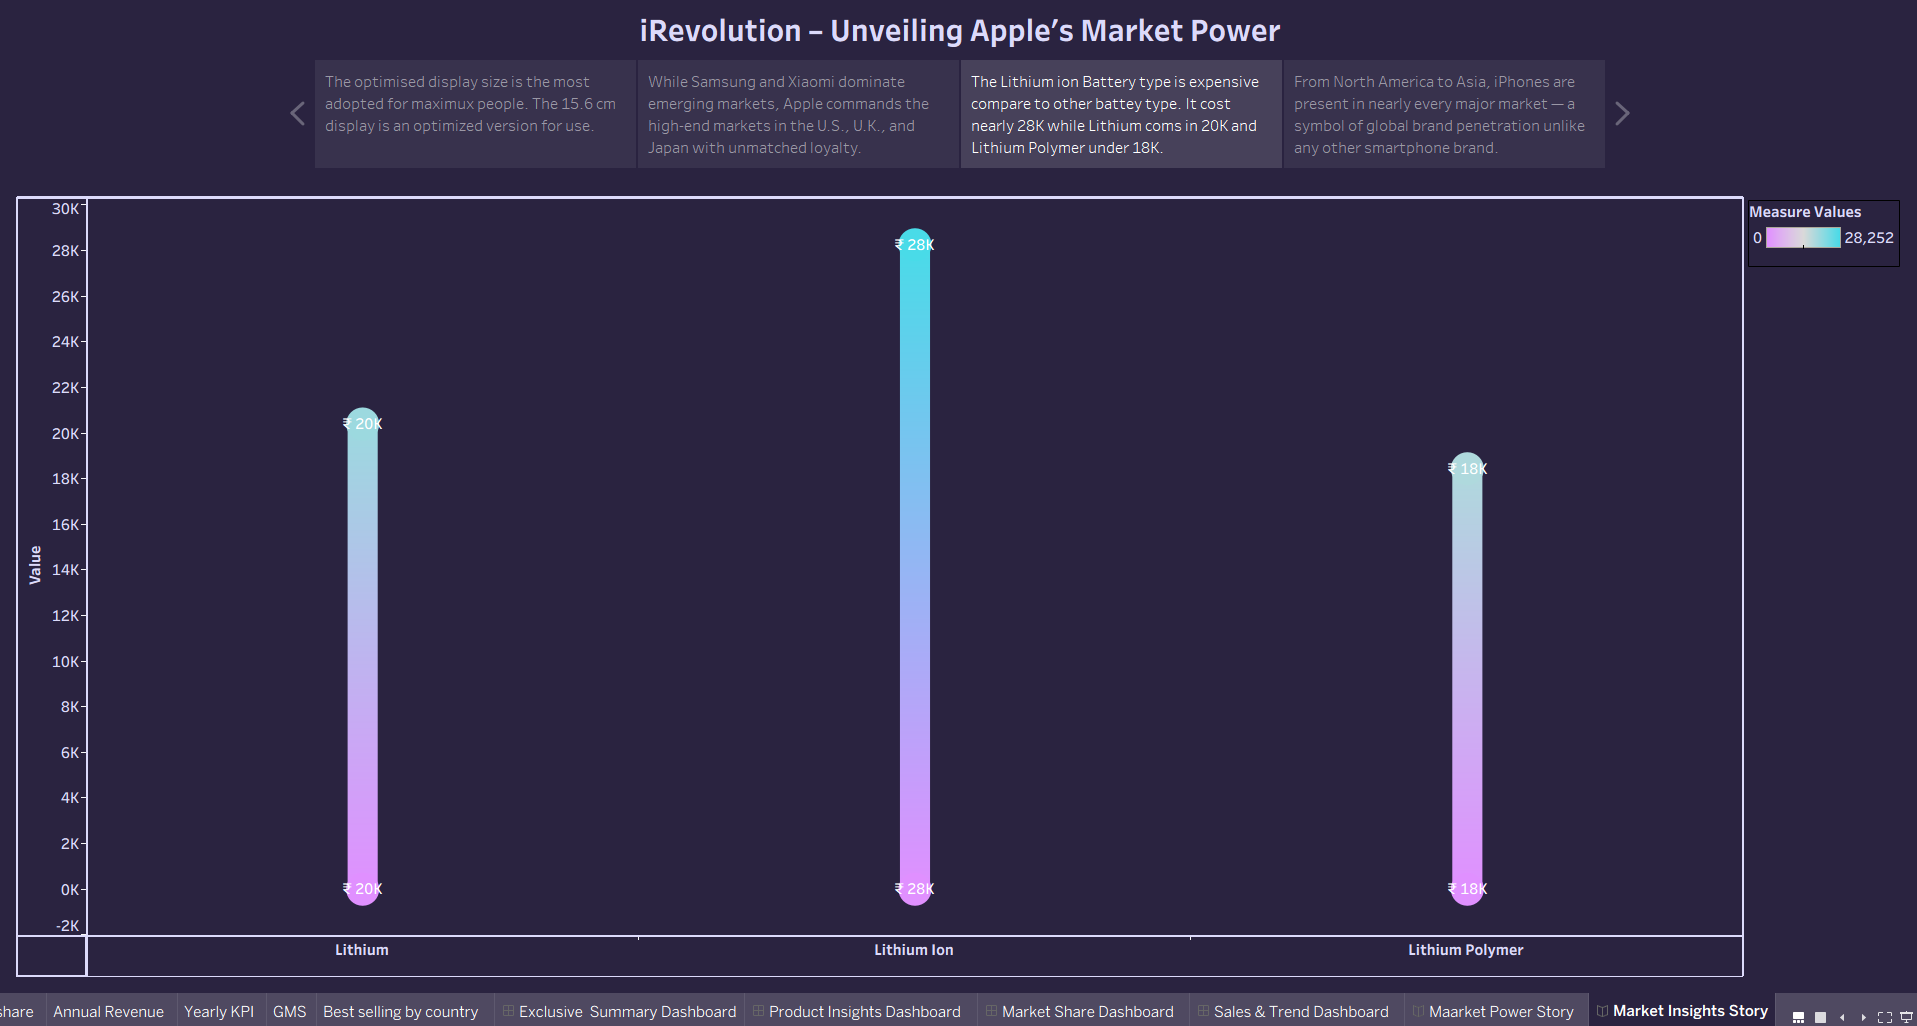 iRevolution – Unveiling Apple’s Market Power
The optimised display size is the most
adopted for maximux people. The 15.6 cm
display is an optimized version for use.
While Samsung and Xiaomi dominate
emerging markets, Apple commands the
high-end markets in the U.S., U.K., and
Japan with unmatched loyalty.
The Lithium ion Battery type is expensive
compare to other battey type. It cost
nearly 28K while Lithium coms in 20K and
Lithium Polymer under 18K.
From North America to Asia, iPhones are
present in nearly every major market — a
symbol of global brand penetration unlike
any other smartphone brand.
Measure Values
0 28,252
Value
30K
28K
26K
24K
22K
20K
18K
16K
14K
12K
10K
8K
6K
4K
2K
0K
-2K
₹ 20K
₹ 28K
₹ 18K
₹ 20K
₹ 28K
₹ 18K
Lithium
Lithium Ion
Lithium Polymer
share
Annual Revenue
Yearly KPI
GMS
Best selling by country
Exclusive Summary Dashboard
Product Insights Dashboard
Market Share Dashboard
Sales & Trend Dashboard
Maarket Power Story
Market Insights Story